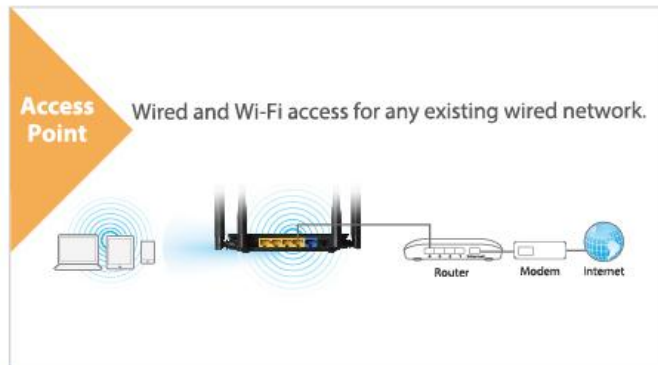 Access
Point
Wired and Wi-Fi access for any existing wired network.
Router
Modem
Internet